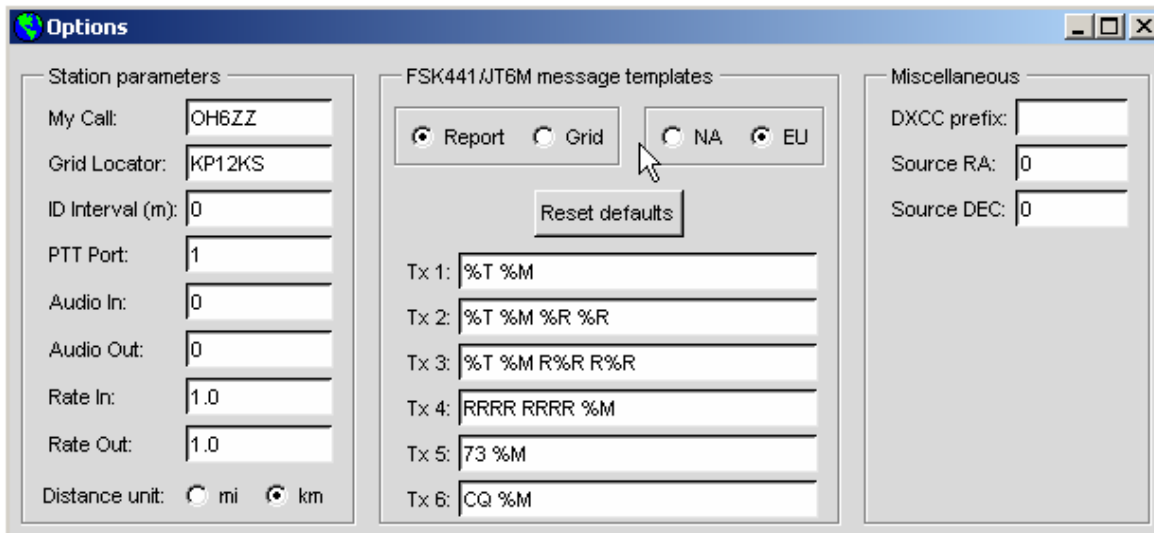 Options
Station parameters
My Call: OH6ZZ
Grid Locator: KP12KS
ID Interval (m): 0
PTT Port: 1
Audio In: 0
Audio Out: 0
Rate In: 1.0
Rate Out: 1.0
Distance unit: mi km
FSK441/JT6M message templates
Report Grid NA EU
Reset defaults
Tx 1: %T %M
Tx 2: %T %M %R %R
Tx 3: %T %M R%R R%R
Tx 4: RRRR RRRR %M
Tx 5: 73 %M
Tx 6: CQ %M
Miscellaneous
DXCC prefix:
Source RA: 0
Source DEC: 0